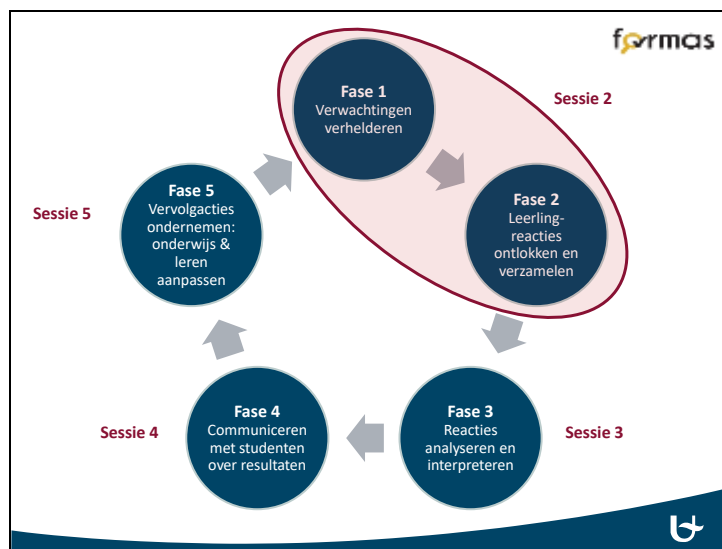 formas
Fase 1
Verwachtingen
verhelderen
Sessie 2
Fase 2
Leerling-
reacties
ontlokken en
verzamelen
Fase 3
Reacties
analyseren en
interpreteren
Sessie 3
Fase 4
Communiceren
met studenten
over resultaten
Sessie 4
Fase 5
Vervolgacties
ondernemen:
onderwijs &
leren
aanpassen
Sessie 5